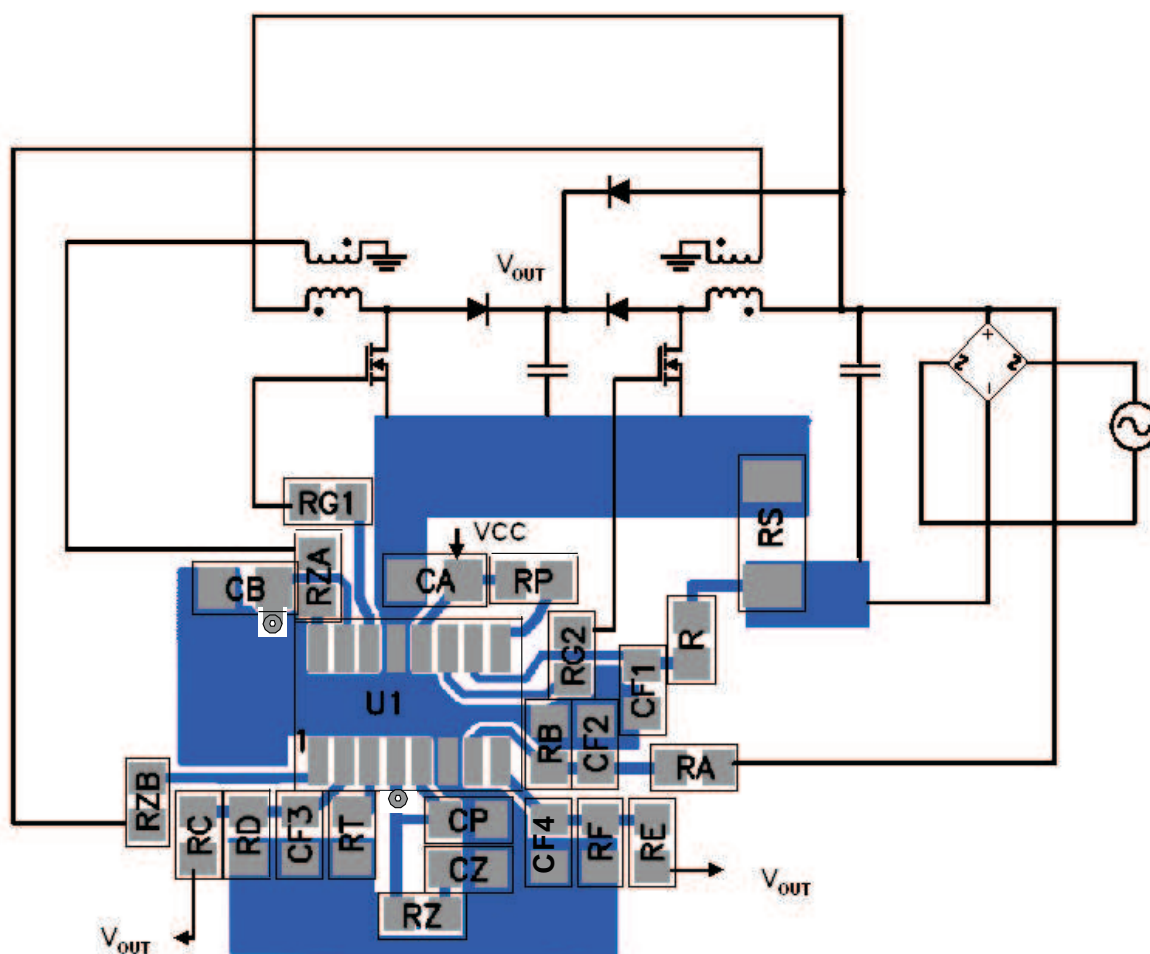 VOUT
RG1
VCC
RS
CB
RZA
CA
RP
RG2
R
CF1
U1
1
RB
CF2
RA
RZB
RC
RD
CF3
RT
CP
CZ
RZ
CF4
RF
RE
VOUT
VOUT